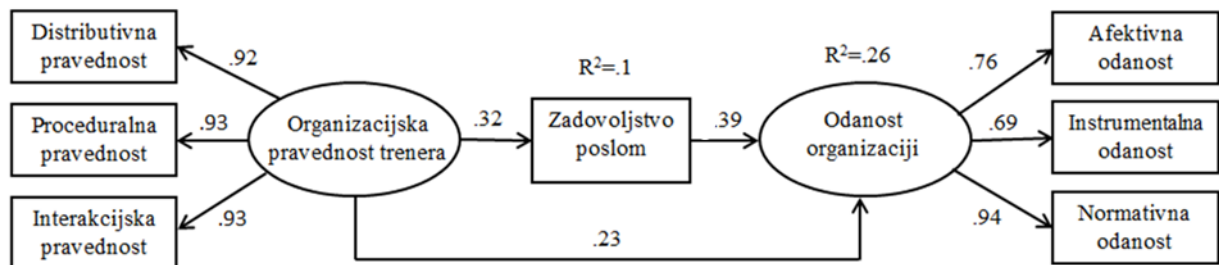 Distributivna
pravednost
.92
Proceduralna
pravednost
.93
Interakcijska
pravednost
.93
Organizacijska
pravednost trenera
.32
R²=.1
Zadovoljstvo
poslom
.39
R²=.26
Odanost
organizaciji
.23
.76
Afektivna
odanost
.69
Instrumentalna
odanost
.94
Normativna
odanost